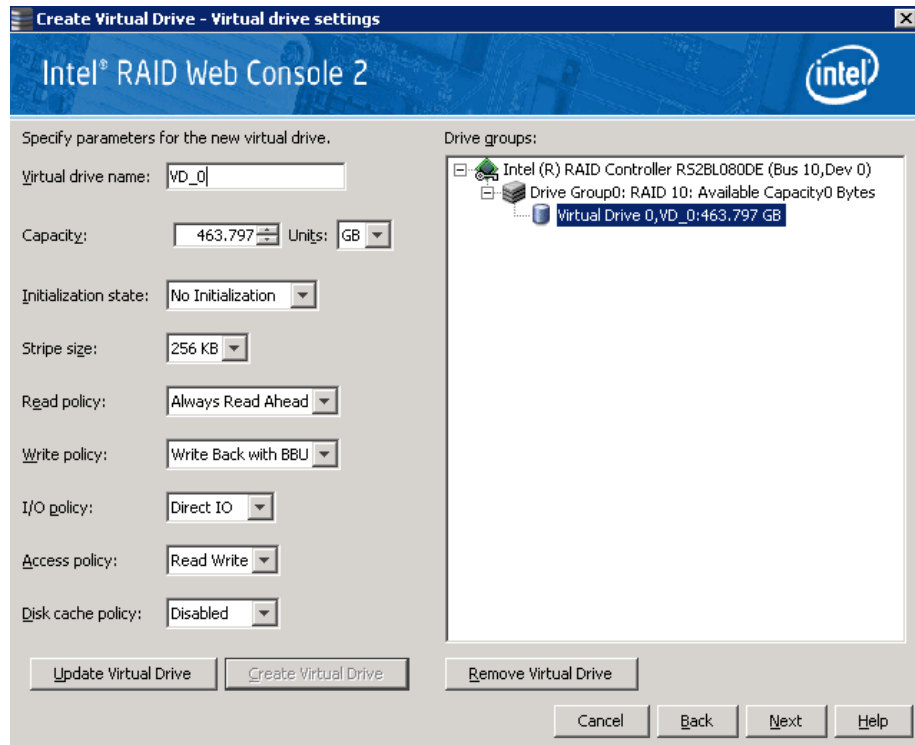 Create Virtual Drive - Virtual drive settings
Intel® RAID Web Console 2
intel
Specify parameters for the new virtual drive.
Virtual drive name: VD_0
Capacity: 463.797 Units: GB
Initialization state: No Initialization
Stripe size: 256 KB
Read policy: Always Read Ahead
Write policy: Write Back with BBU
I/O policy: Direct IO
Access policy: Read Write
Disk cache policy: Disabled
Update Virtual Drive
Create Virtual Drive
Drive groups:
Intel (R) RAID Controller RS2BL080DE (Bus 10,Dev 0)
Drive Group0: RAID 10: Available Capacity0 Bytes
Virtual Drive 0,VD_0:463.797 GB
Remove Virtual Drive
Cancel
Back
Next
Help